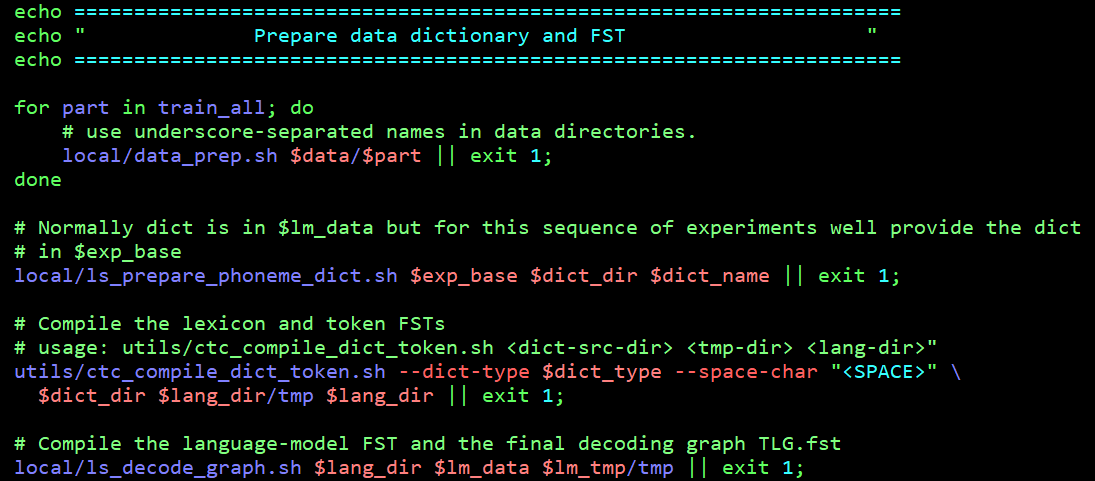 echo =====================================================================
echo "              Prepare data dictionary and FST                    "
echo =====================================================================
for part in train_all; do
    # use underscore-separated names in data directories.
    local/data_prep.sh $data/$part || exit 1;
done
# Normally dict is in $lm_data but for this sequence of experiments well provide the dict
# in $exp_base
local/ls_prepare_phoneme_dict.sh $exp_base $dict_dir $dict_name || exit 1;
# Compile the lexicon and token FSTs
# usage: utils/ctc_compile_dict_token.sh <dict-src-dir> <tmp-dir> <lang-dir>"
utils/ctc_compile_dict_token.sh --dict-type $dict_type --space-char "<SPACE>" \
  $dict_dir $lang_dir/tmp $lang_dir || exit 1;
# Compile the language-model FST and the final decoding graph TLG.fst
local/ls_decode_graph.sh $lang_dir $lm_data $lm_tmp/tmp || exit 1;